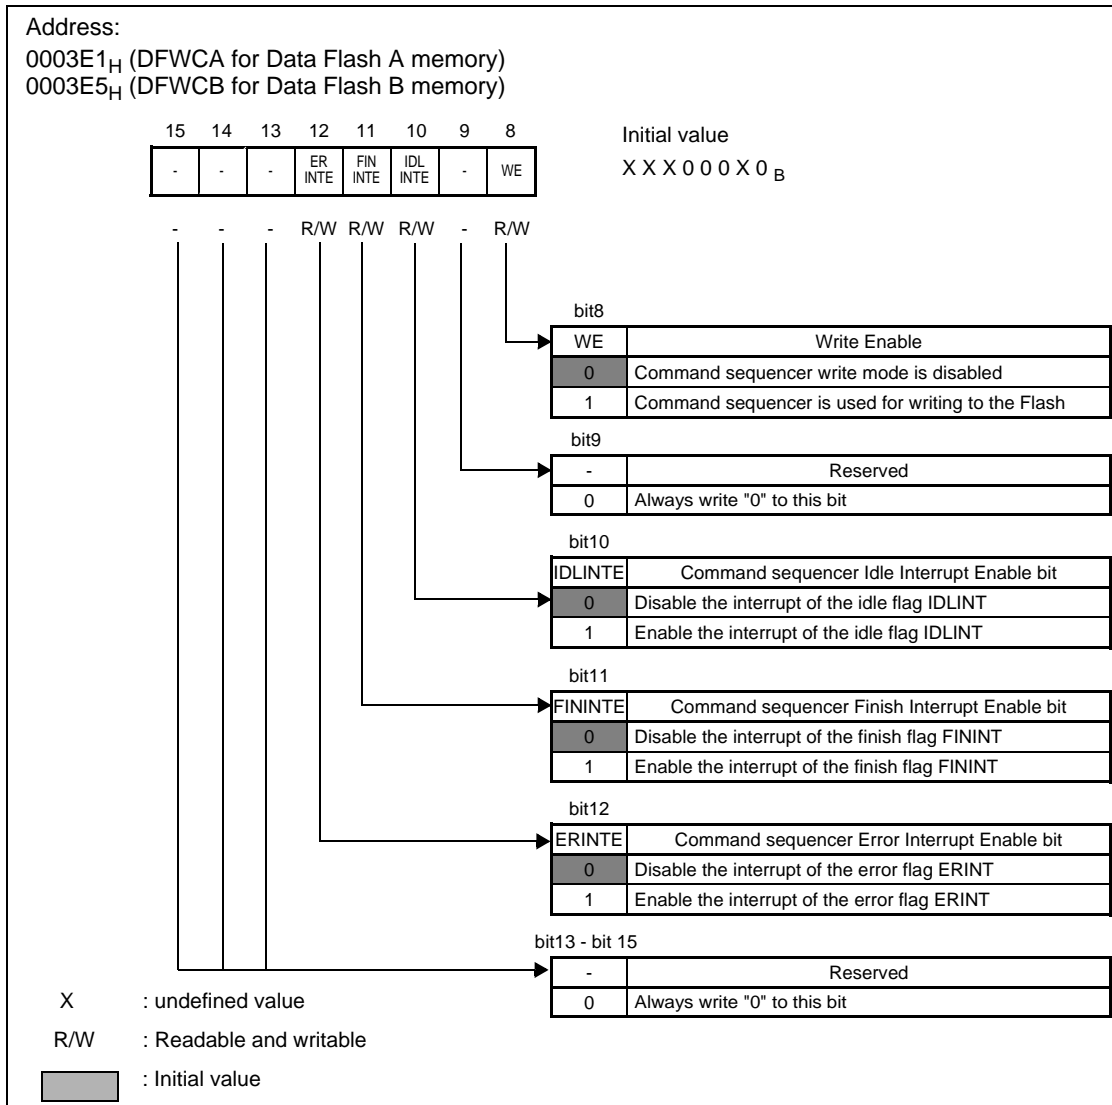 Address:
0003E1H (DFWCA for Data Flash A memory)
0003E5H (DFWCB for Data Flash B memory)
15 14 13 12 11 10 9 8
Initial value
- - - ER INTE FIN INTE IDL INTE - WE
X X X 0 0 0 X 0 B
- - - R/W R/W R/W - R/W
bit8
WE Write Enable
0 Command sequencer write mode is disabled
1 Command sequencer is used for writing to the Flash
bit9
- Reserved
0 Always write "0" to this bit
bit10
IDLINTE Command sequencer Idle Interrupt Enable bit
0 Disable the interrupt of the idle flag IDLINT
1 Enable the interrupt of the idle flag IDLINT
bit11
FININTE Command sequencer Finish Interrupt Enable bit
0 Disable the interrupt of the finish flag FININT
1 Enable the interrupt of the finish flag FININT
bit12
ERINTE Command sequencer Error Interrupt Enable bit
0 Disable the interrupt of the error flag ERINT
1 Enable the interrupt of the error flag ERINT
bit13 - bit 15
- Reserved
0 Always write "0" to this bit
X : undefined value
R/W : Readable and writable
: Initial value